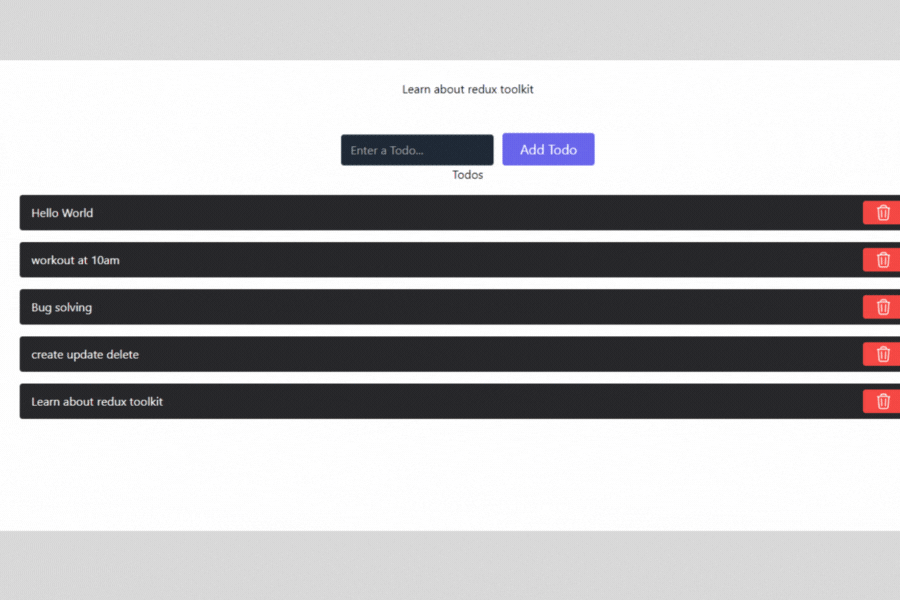 Learn about redux toolkit
Enter a Todo... Add Todo
Todos
Hello World
workout at 10am
Bug solving
create update delete
Learn about redux toolkit